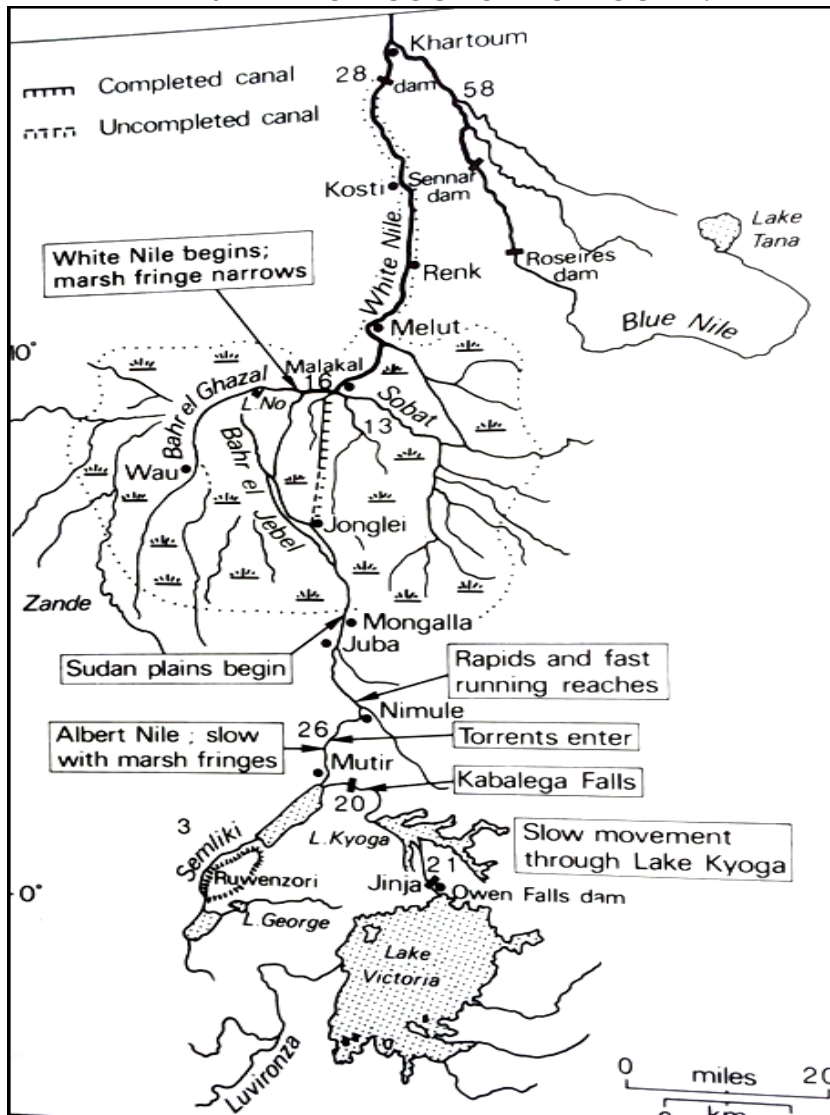 Khartoum
Completed canal
28
dam
58
Uncompleted canal
Kosti
Sennar
dam
Lake
Tana
White Nile begins;
marsh fringe narrows
White Nile
Renk
Roseires
dam
Melut
Blue Nile
10°
Malakal
16
Bahr el Ghazal
L.No
Sobat
13
Wau
Bahr el Jebel
Jonglei
Zande
Mongalla
Juba
Sudan plains begin
Rapids and fast
running reaches
Nimule
Albert Nile ; slow
with marsh fringes
26
Torrents enter
Mutir
Kabalega Falls
20
3
Semliki
L.Kyoga
Slow movement
through Lake Kyoga
Ruwenzori
21
Jinja
Owen Falls dam
0°
L.George
Lake
Victoria
Luvironza
0 miles 20
km